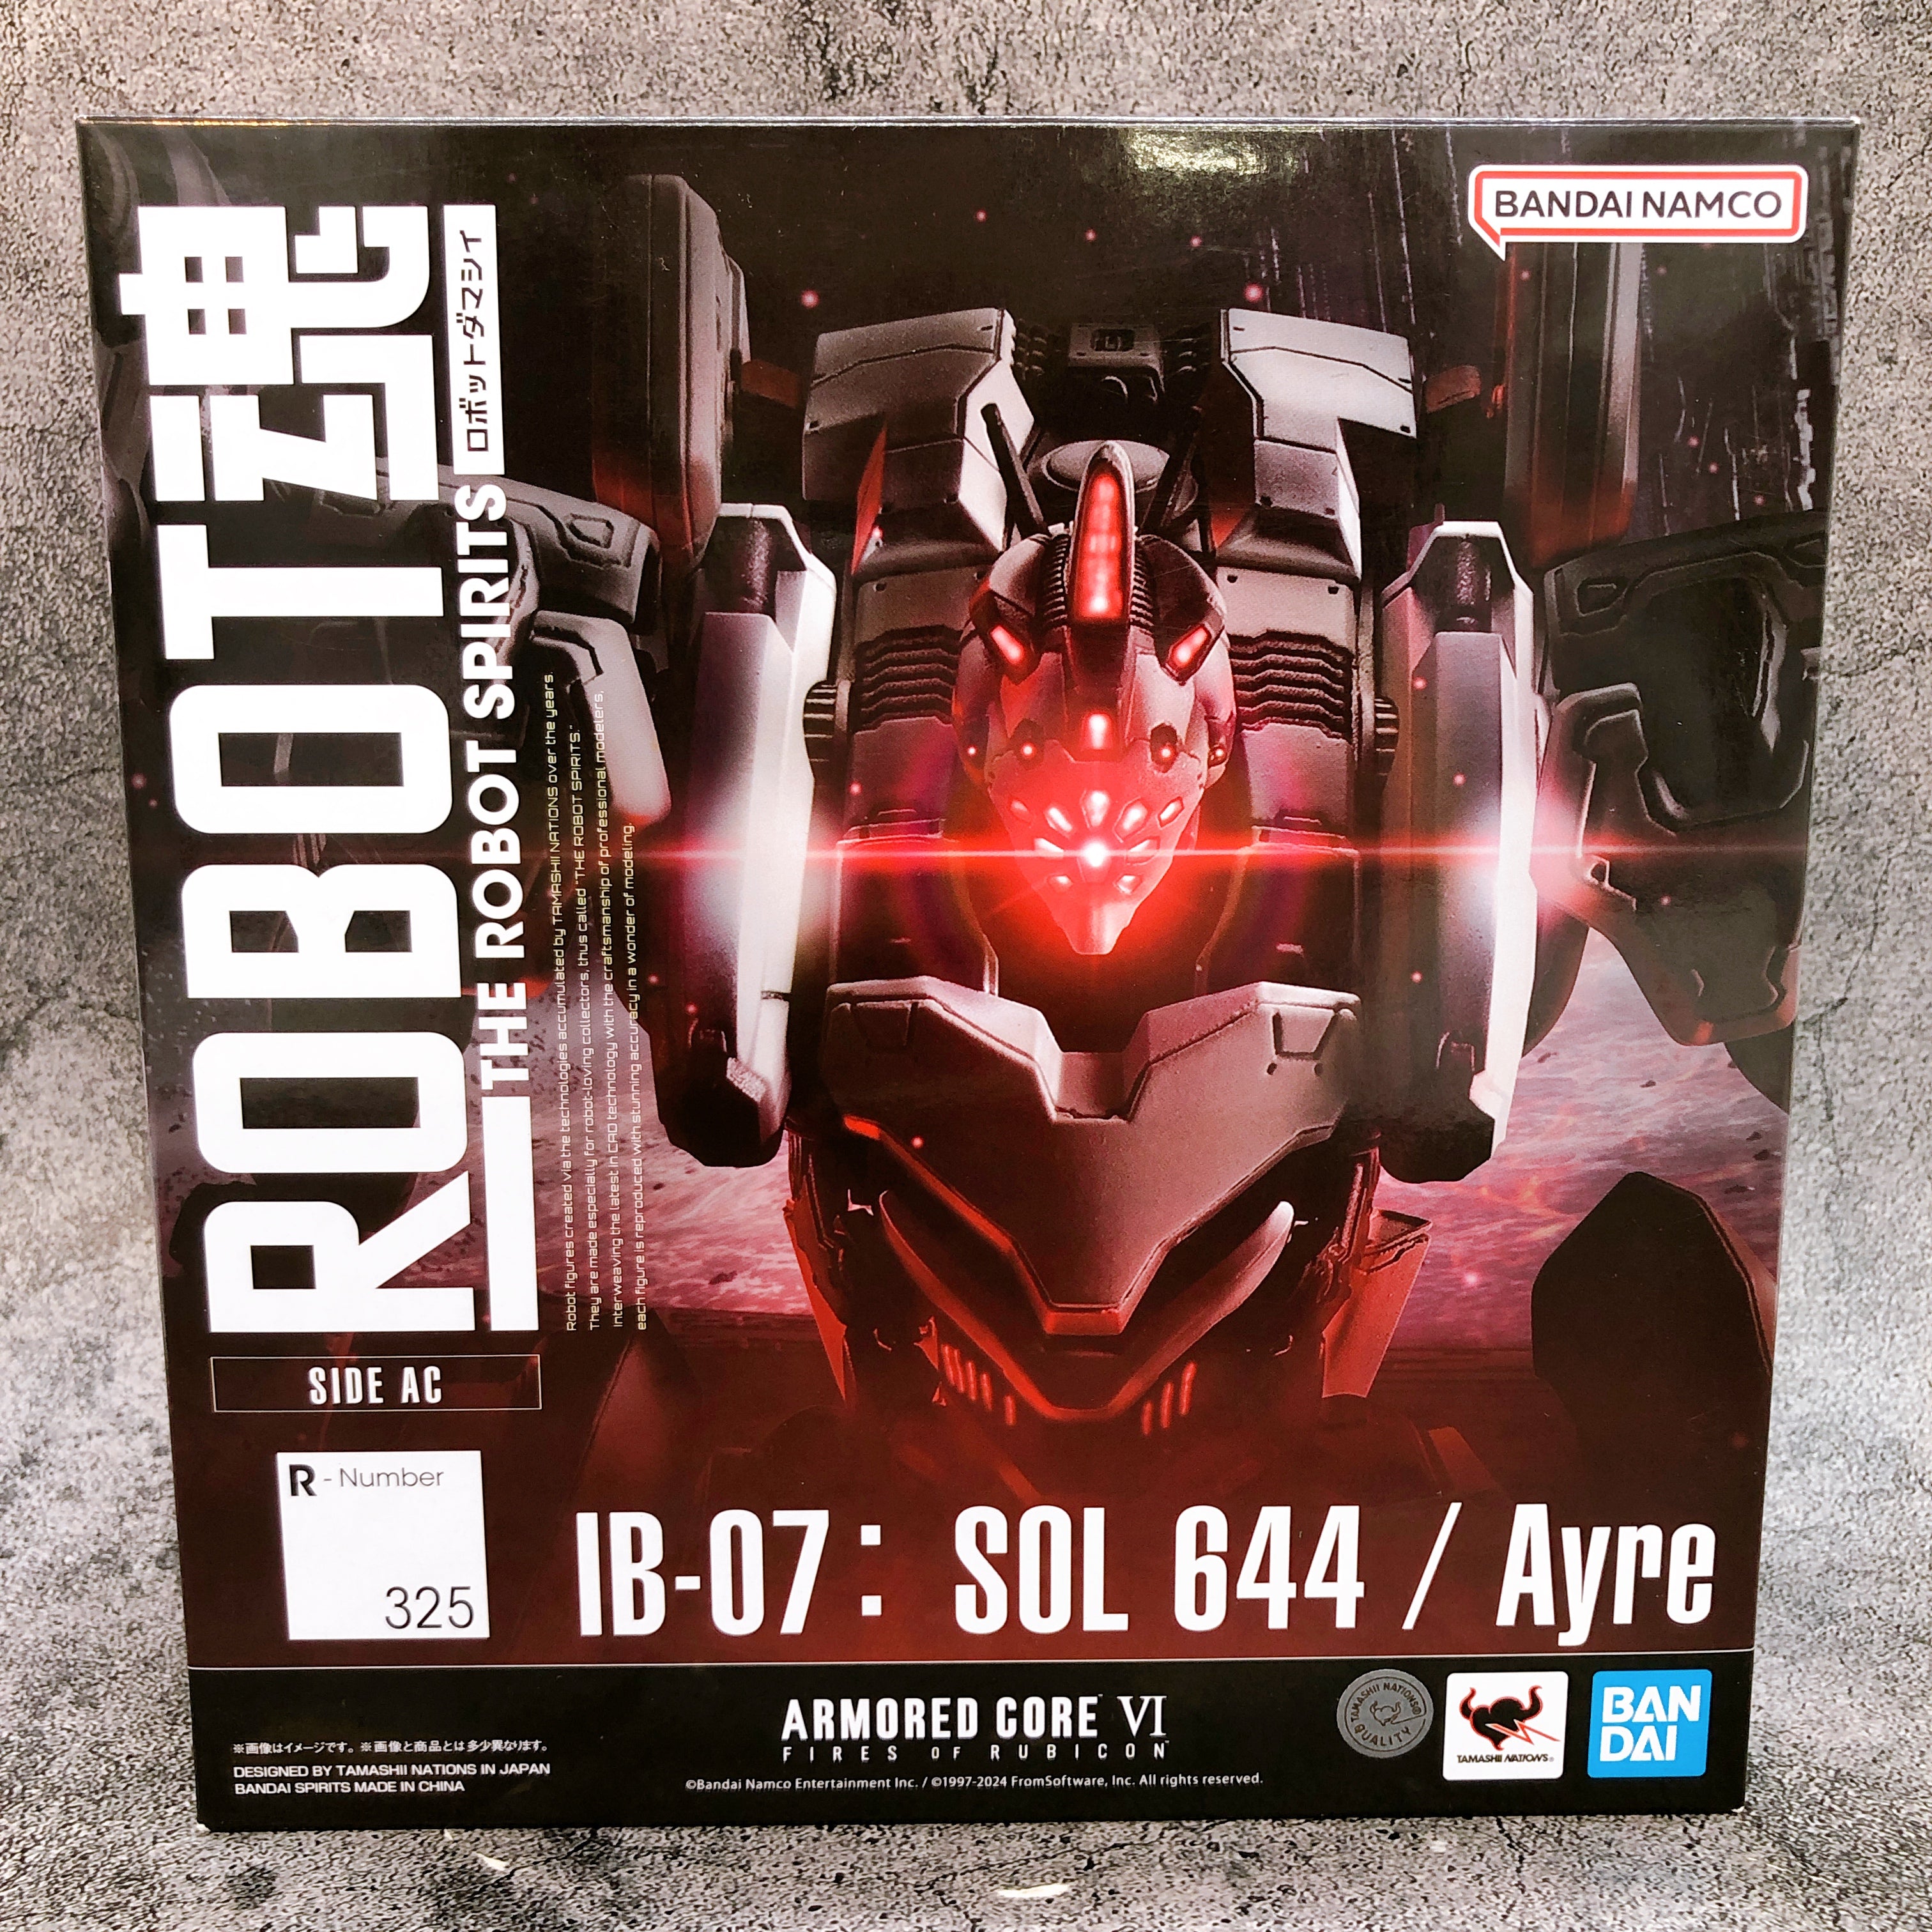 BANDAI NAMCO
ROBOT魂
THE ROBOT SPIRITS ロボットダマシイ
Robot figures created via the technologies accumulated by TAMASHII NATIONS over the years.
They are made especially for robot-loving collectors, thus called "THE ROBOT SPIRITS."
Interweaving the latest in CAD technology with the craftsmanship of professional modelers,
each figure is reproduced with stunning accuracy in a wonder of modeling.
SIDE AC
R - Number
325
IB-07: SOL 644 / Ayre
ARMORED CORE™ VI
FIRES OF RUBICON™
※画像はイメージです。※画像と商品とは多少異なります。
DESIGNED BY TAMASHII NATIONS IN JAPAN
BANDAI SPIRITS MADE IN CHINA
©Bandai Namco Entertainment Inc. / ©1997-2024 FromSoftware, Inc. All rights reserved.
TAMASHII NATIONS®
QUALITY
TAMASHII NATIONS®
BAN
DAI